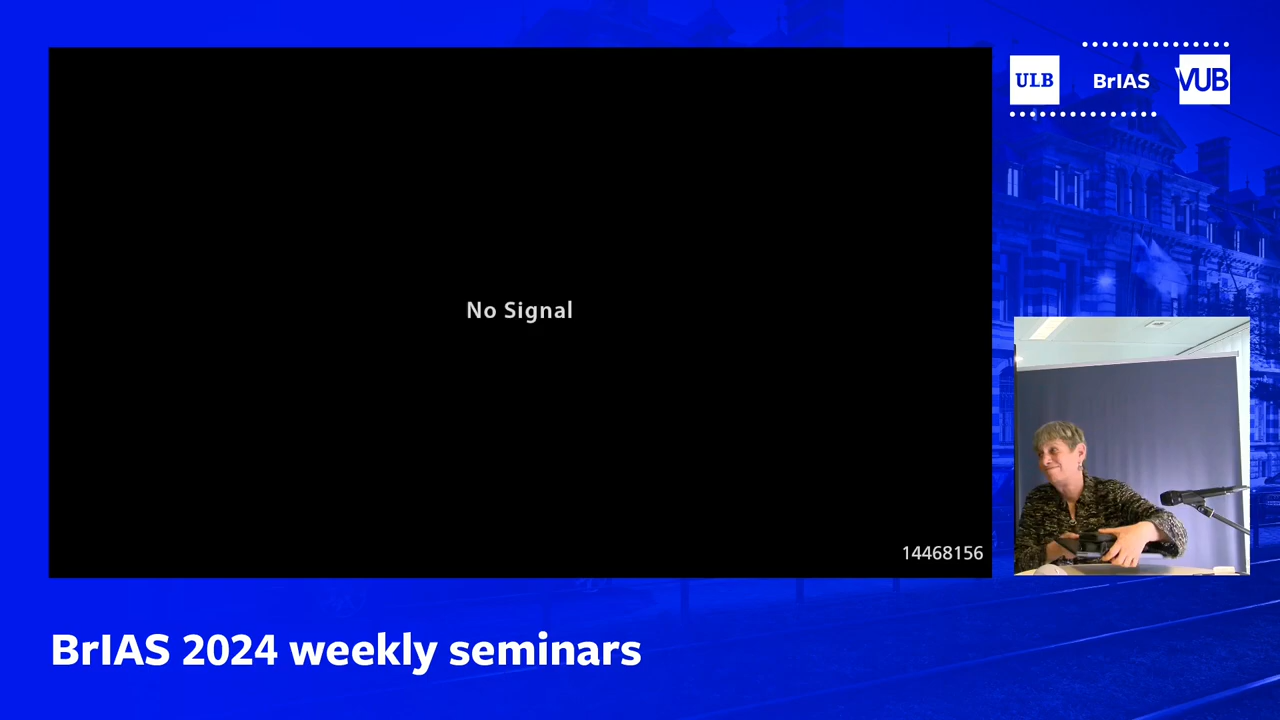 ULB
BrIAS
VUB
No Signal
14468156
BrIAS 2024 weekly seminars